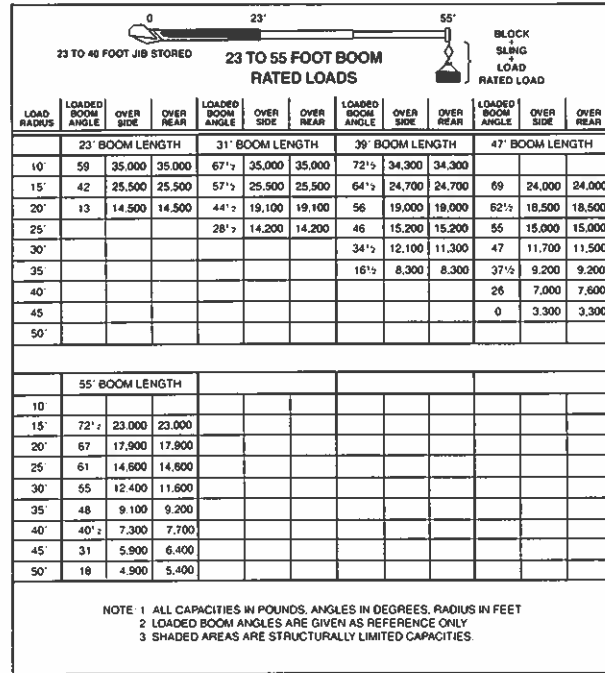 0 23' 55'
23 TO 40 FOOT JIB STORED
23 TO 55 FOOT BOOM
RATED LOADS
BLOCK
+
SLING
+
LOAD
RATED LOAD
LOAD RADIUS LOADED BOOM ANGLE OVER SIDE OVER REAR LOADED BOOM ANGLE OVER SIDE OVER REAR LOADED BOOM ANGLE OVER SIDE OVER REAR LOADED BOOM ANGLE OVER SIDE OVER REAR
23' BOOM LENGTH 31' BOOM LENGTH 39' BOOM LENGTH 47' BOOM LENGTH
10' 59 35,000 35,000 67½ 35,000 35,000 72½ 34,300 34,300
15' 42 25,500 25,500 57½ 25,500 25,500 64½ 24,700 24,700 69 24,000 24,000
20' 13 14,500 14,500 44½ 19,100 19,100 56 19,000 19,000 62½ 18,500 18,500
25' 28½ 14,200 14,200 46 15,200 15,200 55 15,000 15,000
30' 34½ 12,100 11,300 47 11,700 11,500
35' 16½ 8,300 8,300 37½ 9,200 9,200
40' 26 7,000 7,600
45 0 3,300 3,300
50'
55' BOOM LENGTH
10'
15' 72½ 23.000 23.000
20' 67 17,900 17.900
25' 61 14,600 14,600
30' 55 12.400 11.600
35' 48 9.100 9.200
40' 40½ 7,300 7,700
45' 31 5.900 6.400
50' 18 4.900 5.400
NOTE: 1 ALL CAPACITIES IN POUNDS, ANGLES IN DEGREES, RADIUS IN FEET
2 LOADED BOOM ANGLES ARE GIVEN AS REFERENCE ONLY
3 SHADED AREAS ARE STRUCTURALLY LIMITED CAPACITIES.